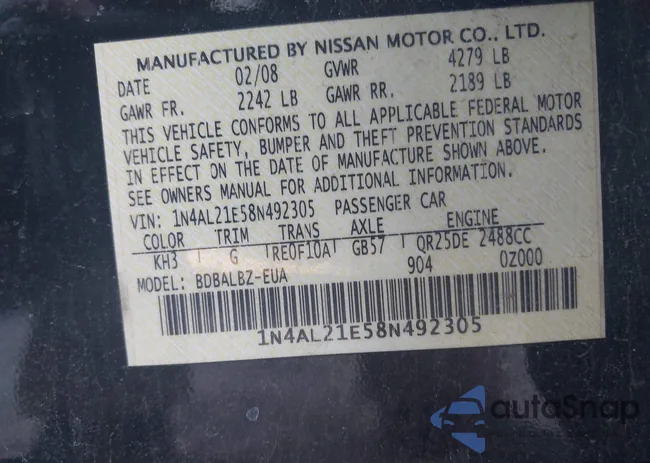 MANUFACTURED BY NISSAN MOTOR CO., LTD.
DATE 02/08 GVWR 4279 LB
GAWR FR. 2242 LB GAWR RR. 2189 LB
THIS VEHICLE CONFORMS TO ALL APPLICABLE FEDERAL MOTOR
VEHICLE SAFETY, BUMPER AND THEFT PREVENTION STANDARDS
IN EFFECT ON THE DATE OF MANUFACTURE SHOWN ABOVE.
SEE OWNERS MANUAL FOR ADDITIONAL INFORMATION.
VIN: 1N4AL21E58N492305 PASSENGER CAR
COLOR TRIM TRANS AXLE ENGINE
KH3 G RE0F10A GB57 QR25DE 2488CC
MODEL: BDBALBZ-EUA 904 0Z000
1N4AL21E58N492305
autoSnap